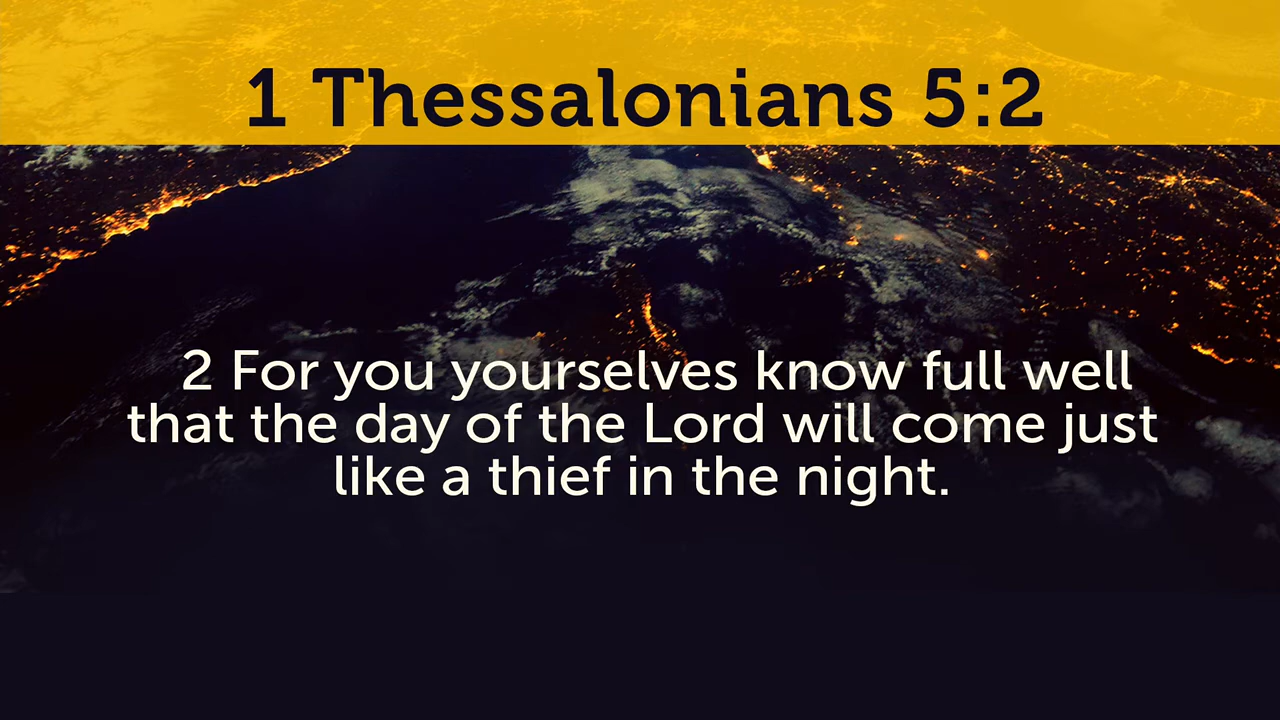 1 Thessalonians 5:2
2 For you yourselves know full well
that the day of the Lord will come just
like a thief in the night.